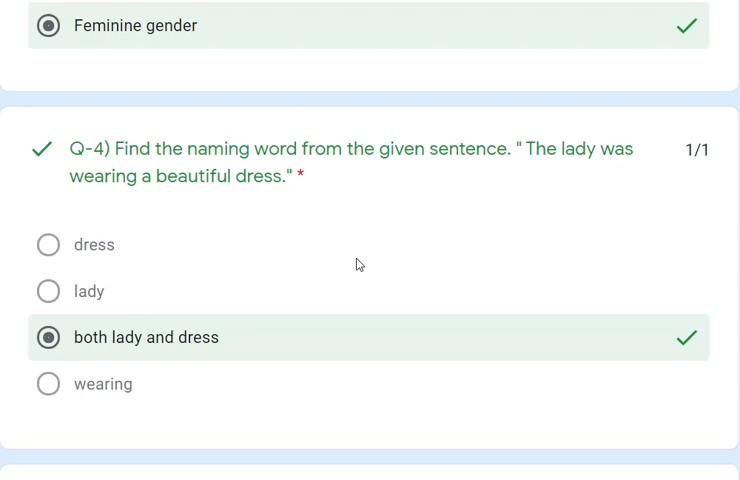 Feminine gender
Q-4) Find the naming word from the given sentence. " The lady was 1/1
wearing a beautiful dress." *
dress
lady
both lady and dress
wearing